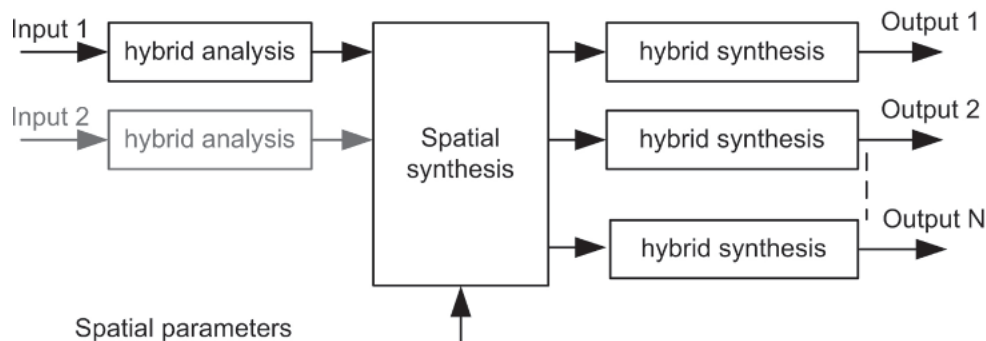 Input 1
hybrid analysis
hybrid synthesis
Output 1
Input 2
hybrid analysis
Spatial
synthesis
hybrid synthesis
Output 2
hybrid synthesis
Output N
Spatial parameters